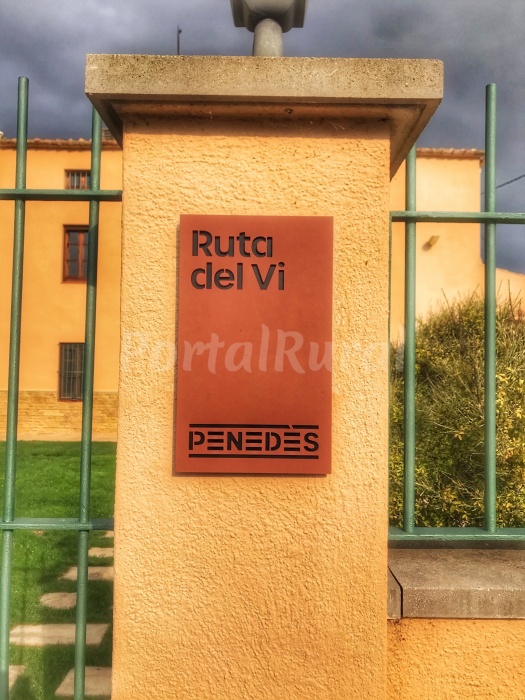 Ruta
del Vi
PortalRural
PENEDÈS